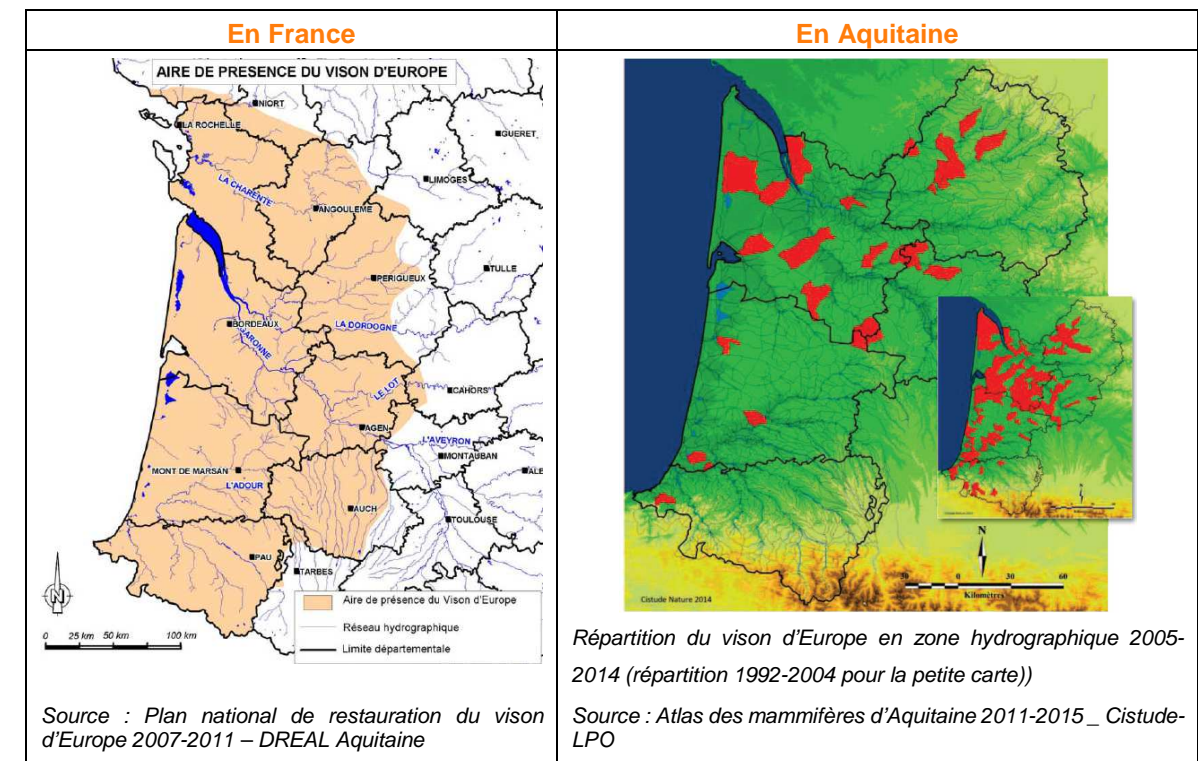 En France
En Aquitaine
AIRE DE PRESENCE DU VISON D'EUROPE
NIORT
LA ROCHELLE
GUERET
LIMOGES
LA CHARENTE
ANGOULEME
PERIGUEUX
TULLE
BORDEAUX
LA DORDOGNE
GARONNE
LE LOT
CAHORS
AGEN
L'AVEYRON
MONTAUBAN
ALB
MONT DE MARSAN
L'ADOUR
AUCH
TOULOUSE
PAU
TARBES
N
Aire de présence du Vison d'Europe
Réseau hydrographique
Limite départementale
0 25 km 50 km 100 km
Source : Plan national de restauration du vison
d'Europe 2007-2011 – DREAL Aquitaine
N
30 0 30 60
Kilomètres
Cistude Nature 2014
Répartition du vison d'Europe en zone hydrographique 2005-
2014 (répartition 1992-2004 pour la petite carte))
Source : Atlas des mammifères d'Aquitaine 2011-2015 _ Cistude-
LPO